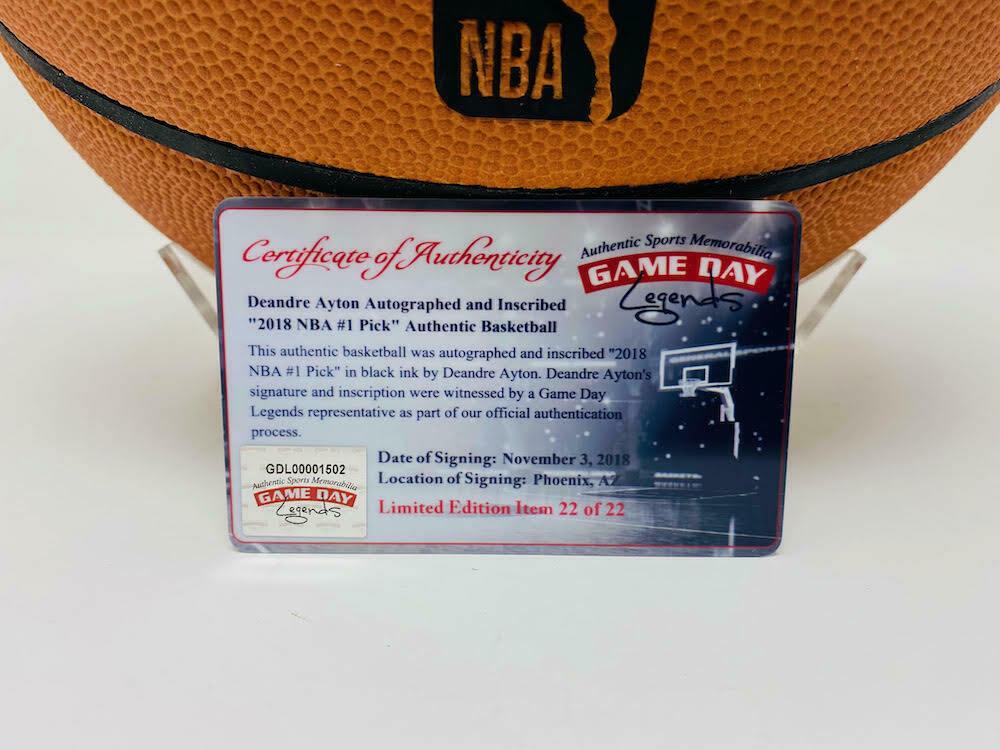 NBA
Certificate of Authenticity
Authentic Sports Memorabilia
GAME DAY
Legends
Deandre Ayton Autographed and Inscribed
"2018 NBA #1 Pick" Authentic Basketball
This authentic basketball was autographed and inscribed "2018
NBA #1 Pick" in black ink by Deandre Ayton. Deandre Ayton's
signature and inscription were witnessed by a Game Day
Legends representative as part of our official authentication
process.
GDL00001502
Authentic Sports Memorabilia
GAME DAY
Legends
Date of Signing: November 3, 2018
Location of Signing: Phoenix, AZ
Limited Edition Item 22 of 22